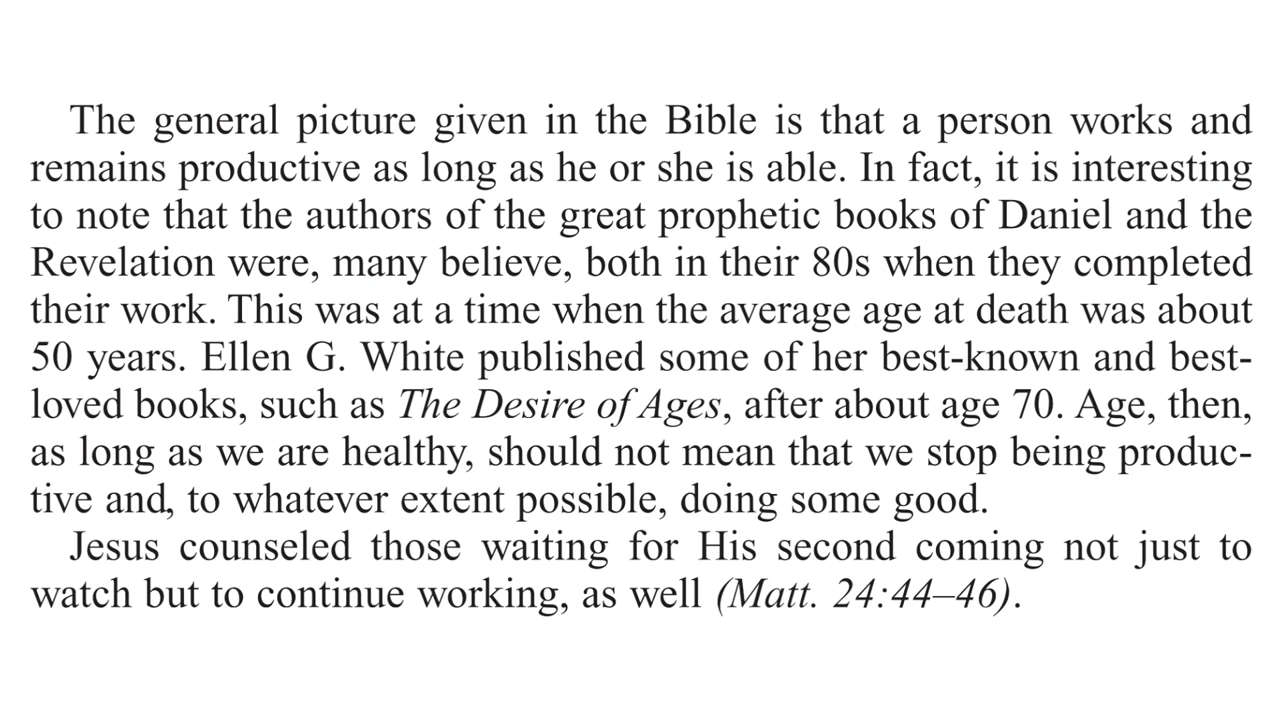 The general picture given in the Bible is that a person works and
remains productive as long as he or she is able. In fact, it is interesting
to note that the authors of the great prophetic books of Daniel and the
Revelation were, many believe, both in their 80s when they completed
their work. This was at a time when the average age at death was about
50 years. Ellen G. White published some of her best-known and best-
loved books, such as The Desire of Ages, after about age 70. Age, then,
as long as we are healthy, should not mean that we stop being produc-
tive and, to whatever extent possible, doing some good.
Jesus counseled those waiting for His second coming not just to
watch but to continue working, as well (Matt. 24:44–46).